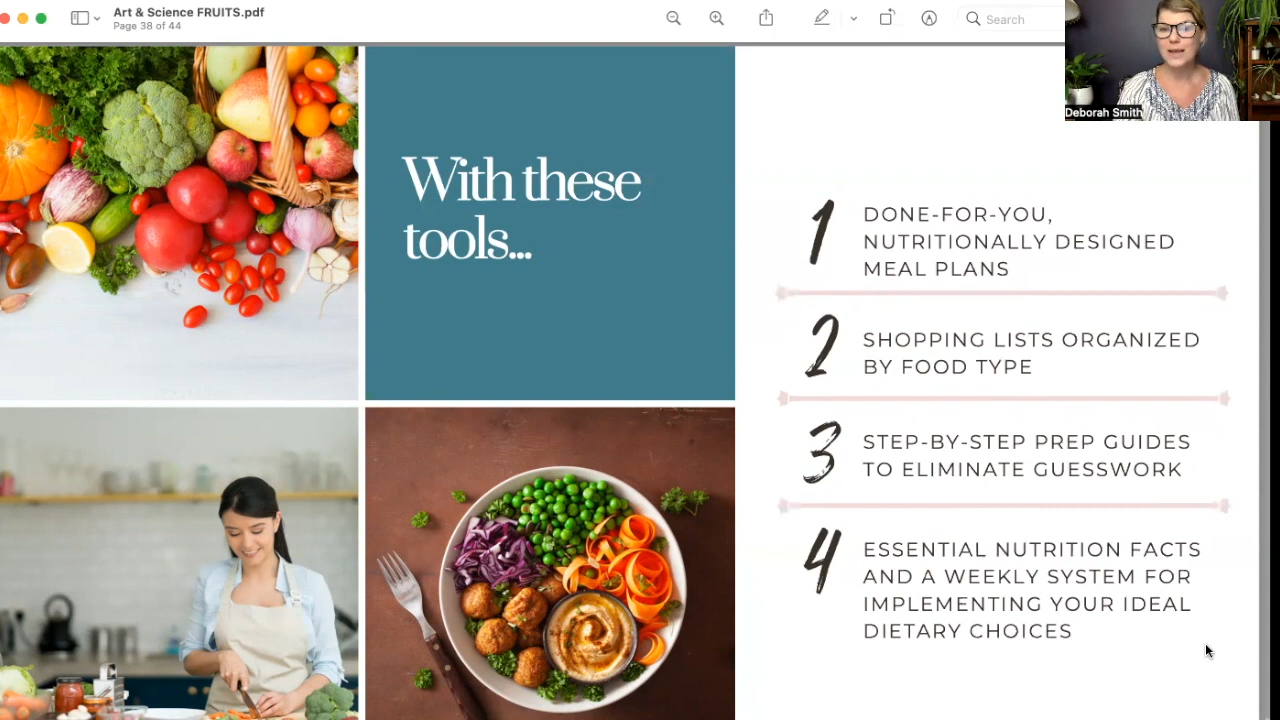 Art & Science FRUITS.pdf
Page 38 of 44
Search
Deborah Smith
With these
tools...
1
DONE-FOR-YOU,
NUTRITIONALLY DESIGNED
MEAL PLANS
2
SHOPPING LISTS ORGANIZED
BY FOOD TYPE
3
STEP-BY-STEP PREP GUIDES
TO ELIMINATE GUESSWORK
4
ESSENTIAL NUTRITION FACTS
AND A WEEKLY SYSTEM FOR
IMPLEMENTING YOUR IDEAL
DIETARY CHOICES